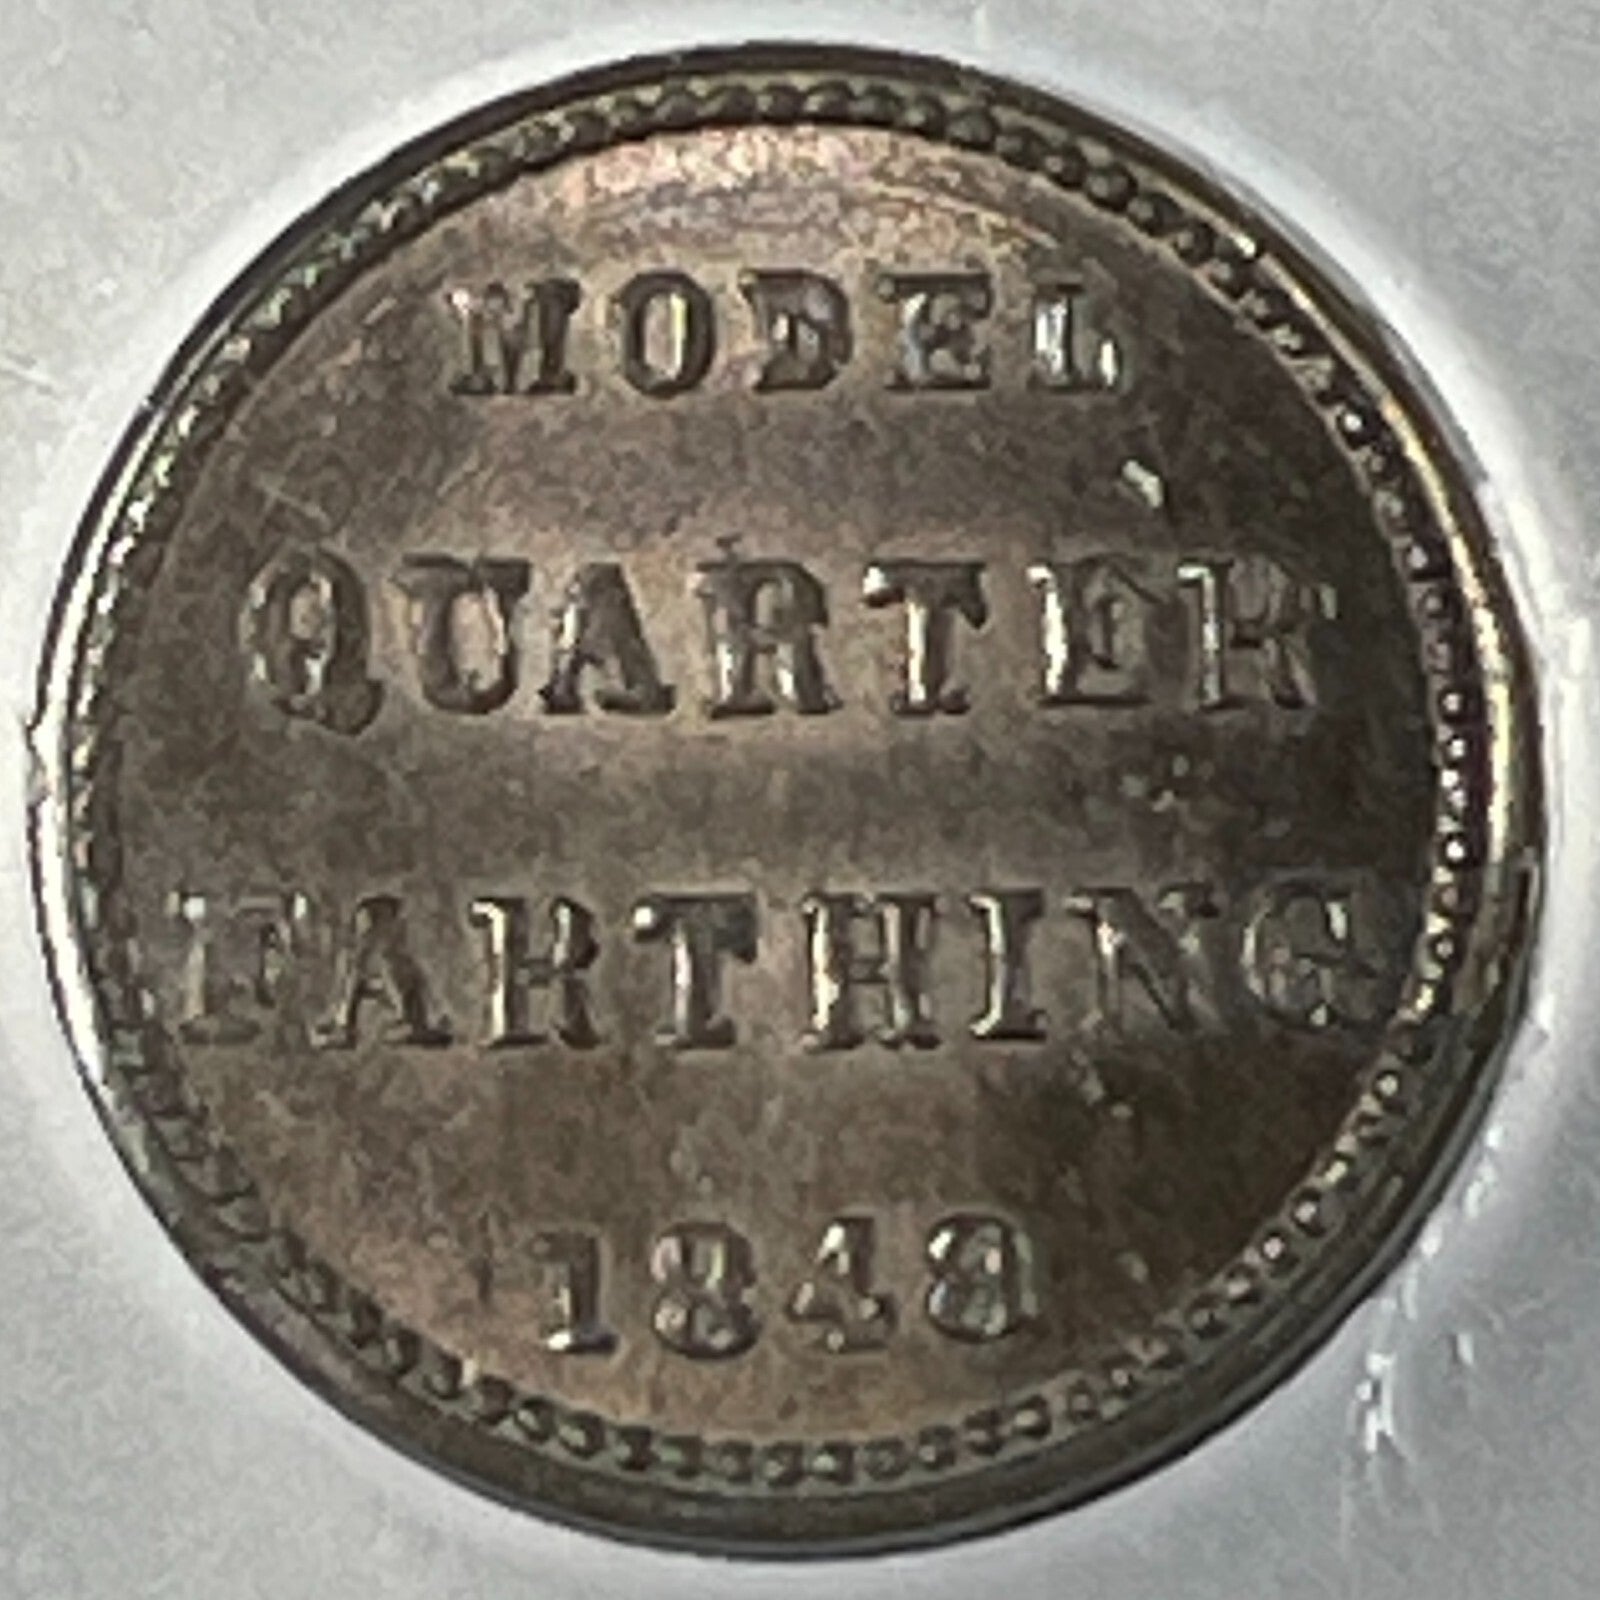 MODEL
QUARTER
FARTHING
1848